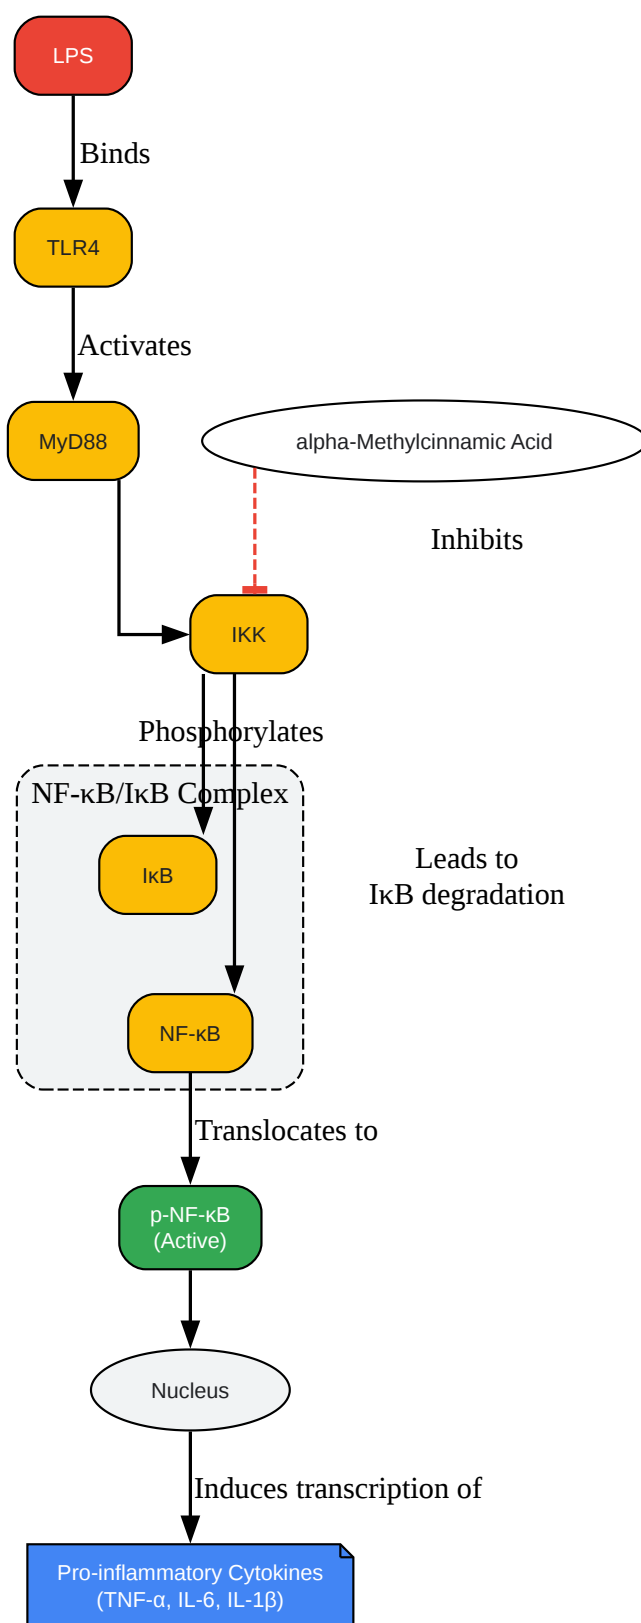 LPS
Binds
TLR4
Activates
MyD88
alpha-Methylcinnamic Acid
Inhibits
IKK
Phosphorylates
NF-κB/IκB Complex
Leads to
IκB degradation
IκB
NF-κB
Translocates to
p-NF-κB
(Active)
Nucleus
Induces transcription of
Pro-inflammatory Cytokines
(TNF-α, IL-6, IL-1β)